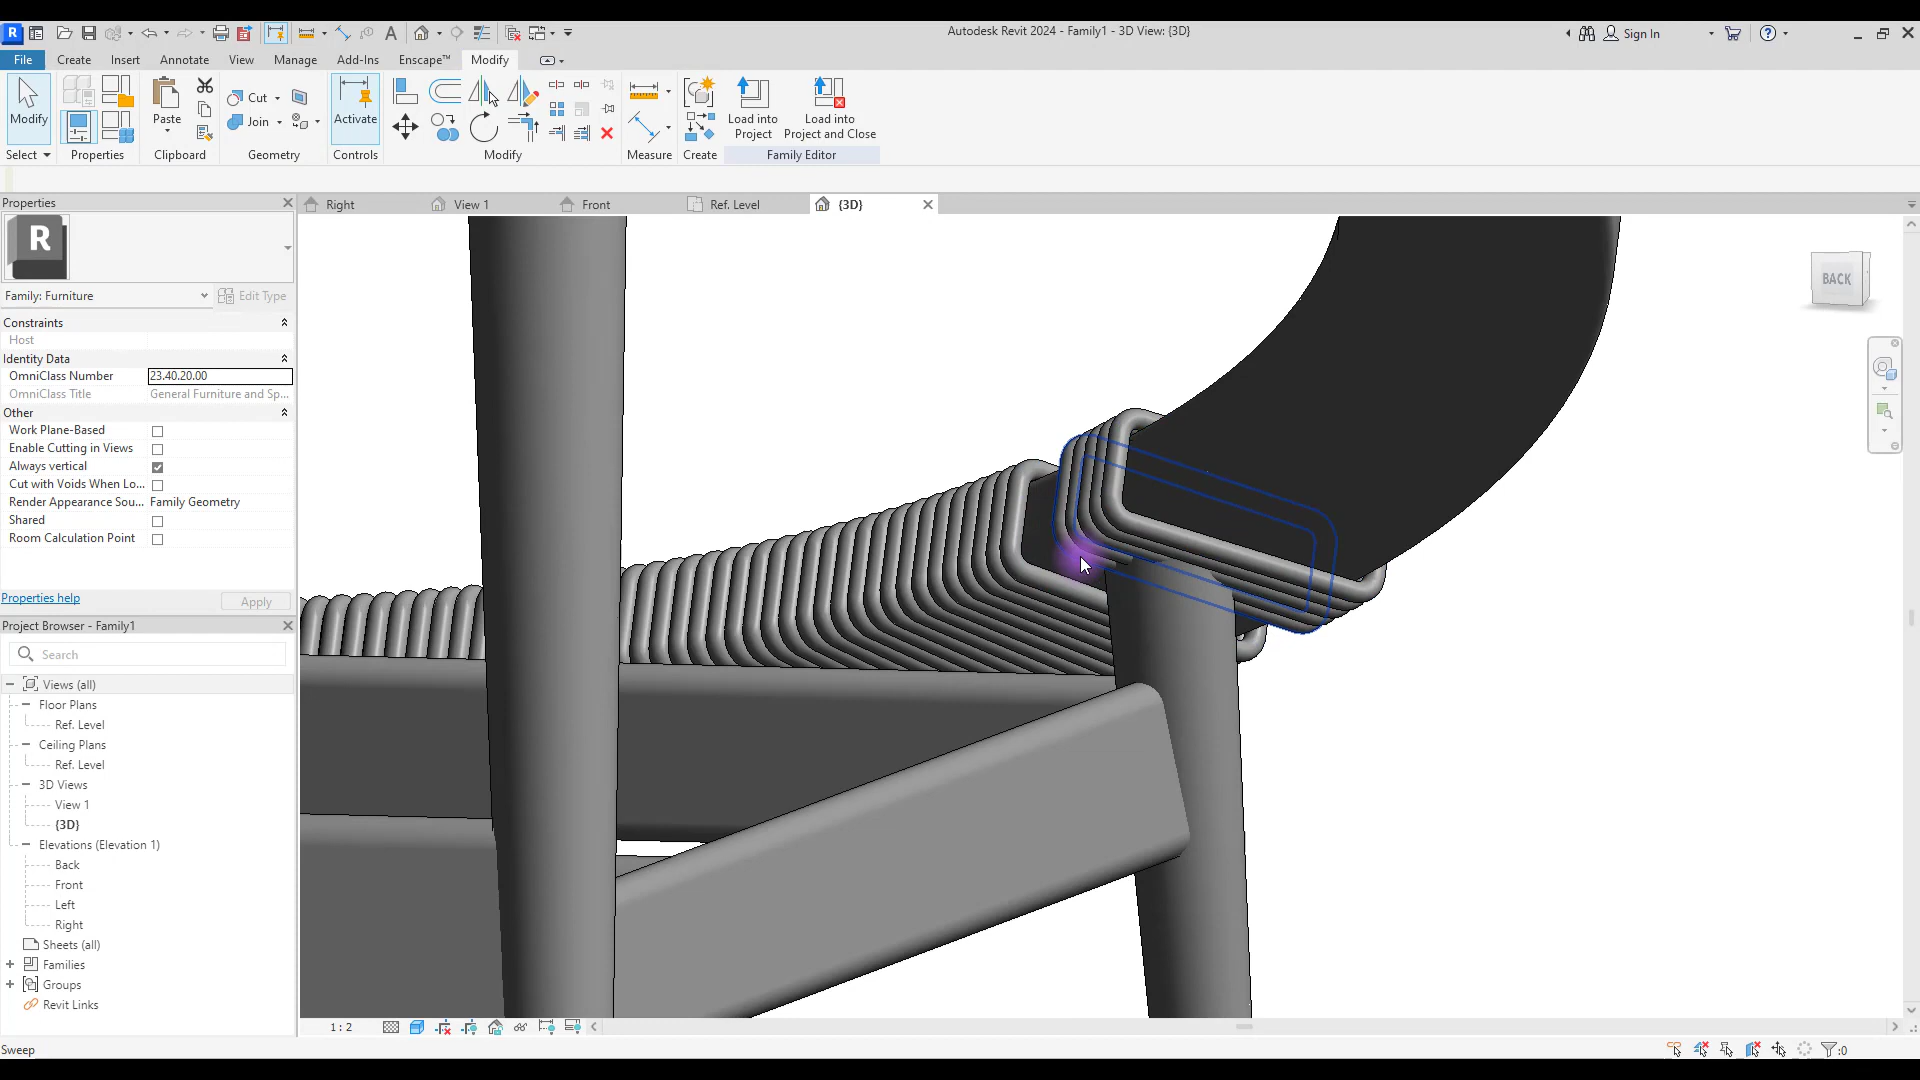 R
Autodesk Revit 2024 - Family1 - 3D View: {3D}
Sign In
File
Create
Insert
Annotate
View
Manage
Add-Ins
Enscape™
Modify
Modify
Paste
Cut
Join
Activate
Load into
Project
Load into
Project and Close
Select
Properties
Clipboard
Geometry
Controls
Modify
Measure
Create
Family Editor
Properties
Right
View 1
Front
Ref. Level
{3D}
R
Family: Furniture
Edit Type
Constraints
Host
Identity Data
OmniClass Number 23.40.20.00
OmniClass Title General Furniture and Sp...
Other
Work Plane-Based
Enable Cutting in Views
Always vertical
Cut with Voids When Lo...
Render Appearance Sou... Family Geometry
Shared
Room Calculation Point
Properties help
Apply
Project Browser - Family1
Search
Views (all)
Floor Plans
Ref. Level
Ceiling Plans
Ref. Level
3D Views
View 1
{3D}
Elevations (Elevation 1)
Back
Front
Left
Right
Sheets (all)
Families
Groups
Revit Links
BACK
1 : 2
Sweep
:0